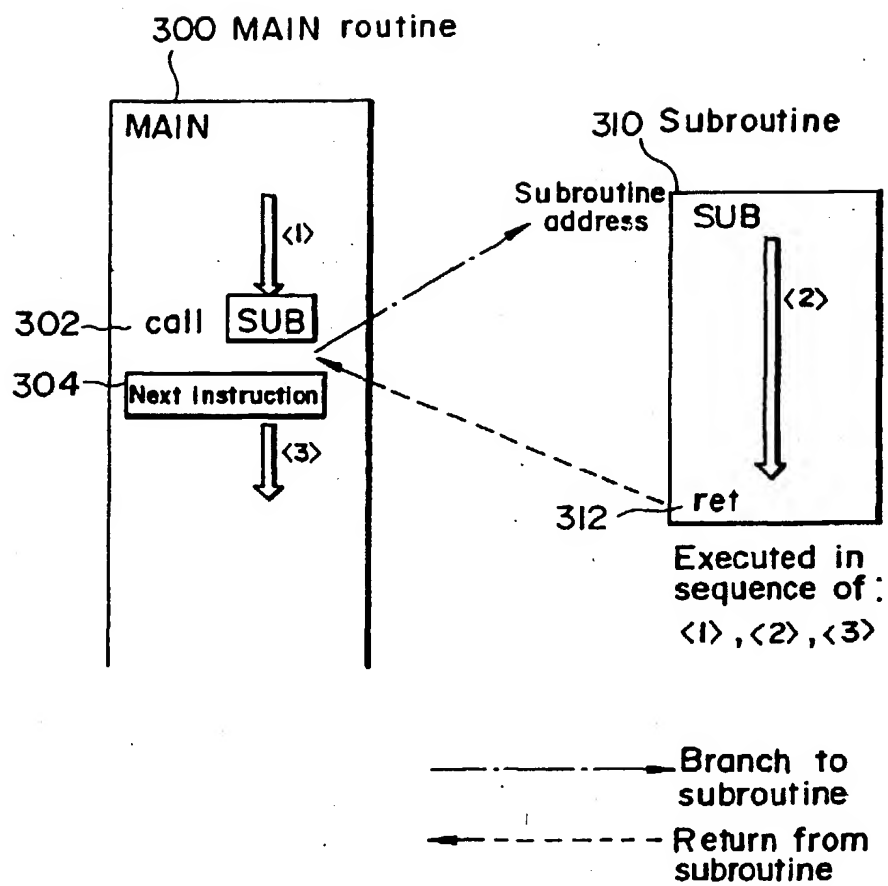 300 MAIN routine
MAIN
310 Subroutine
Subroutine
address
SUB
<1>
<2>
302 call SUB
304 Next instruction
<3>
ret
312
Executed in
sequence of :
<1>, <2>, <3>
Branch to
subroutine
Return from
subroutine